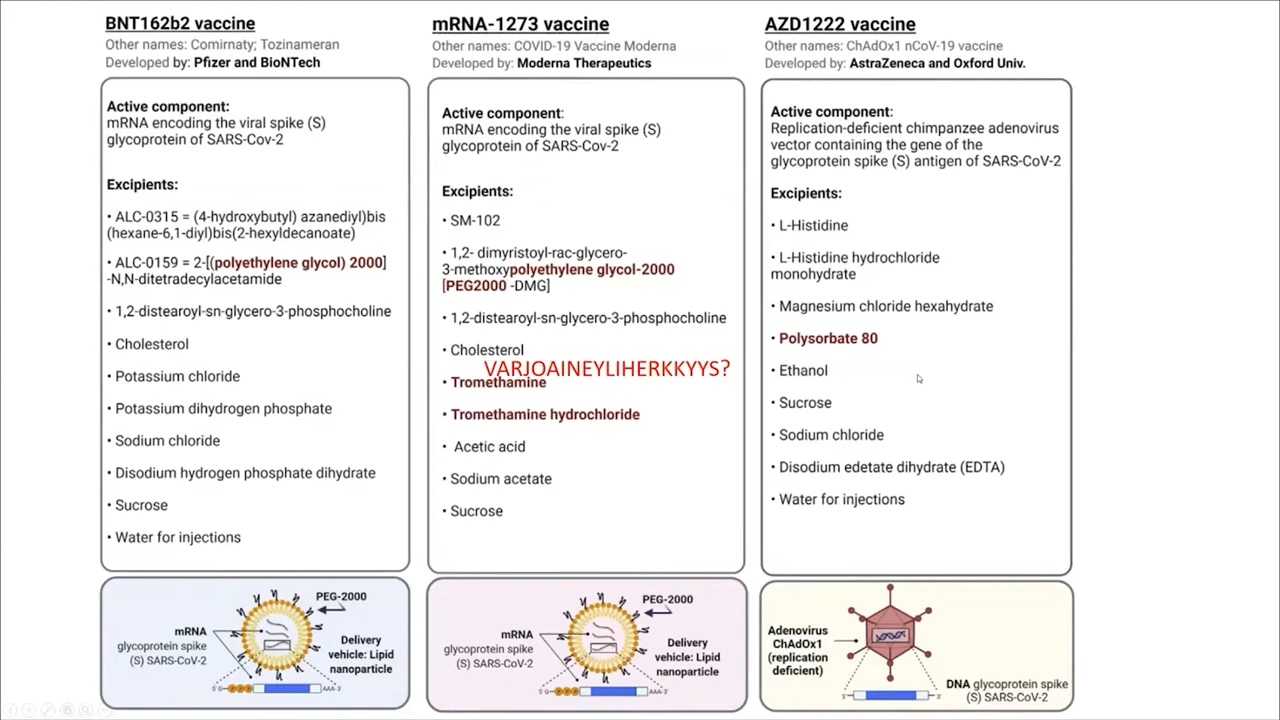 BNT162b2 vaccine
Other names: Comirnaty; Tozinameran
Developed by: Pfizer and BioNTech
Active component:
mRNA encoding the viral spike (S)
glycoprotein of SARS-Cov-2
Excipients:
• ALC-0315 = (4-hydroxybutyl) azanediyl)bis
(hexane-6,1-diyl)bis(2-hexyldecanoate)
• ALC-0159 = 2-[(polyethylene glycol) 2000]
-N,N-ditetradecylacetamide
• 1,2-distearoyl-sn-glycero-3-phosphocholine
• Cholesterol
• Potassium chloride
• Potassium dihydrogen phosphate
• Sodium chloride
• Disodium hydrogen phosphate dihydrate
• Sucrose
• Water for injections
PEG-2000
mRNA
glycoprotein spike
(S) SARS-CoV-2
Delivery
vehicle: Lipid
nanoparticle
5' G
P P P
AAA- 3'
mRNA-1273 vaccine
Other names: COVID-19 Vaccine Moderna
Developed by: Moderna Therapeutics
Active component:
mRNA encoding the viral spike (S)
glycoprotein of SARS-Cov-2
Excipients:
• SM-102
• 1,2- dimyristoyl-rac-glycero-
3-methoxypolyethylene glycol-2000
[PEG2000 -DMG]
• 1,2-distearoyl-sn-glycero-3-phosphocholine
• Cholesterol
VARJOAINEYLIHERKKYYS?
• Tromethamine
• Tromethamine hydrochloride
• Acetic acid
• Sodium acetate
• Sucrose
PEG-2000
mRNA
glycoprotein spike
(S) SARS-CoV-2
Delivery
vehicle: Lipid
nanoparticle
5' G
P P P
AAA- 3'
AZD1222 vaccine
Other names: ChAdOx1 nCoV-19 vaccine
Developed by: AstraZeneca and Oxford Univ.
Active component:
Replication-deficient chimpanzee adenovirus
vector containing the gene of the
glycoprotein spike (S) antigen of SARS-CoV-2
Excipients:
• L-Histidine
• L-Histidine hydrochloride
monohydrate
• Magnesium chloride hexahydrate
• Polysorbate 80
• Ethanol
• Sucrose
• Sodium chloride
• Disodium edetate dihydrate (EDTA)
• Water for injections
Adenovirus
ChAdOx1
(replication
deficient)
DNA glycoprotein spike
(S) SARS-CoV-2
5'
3'